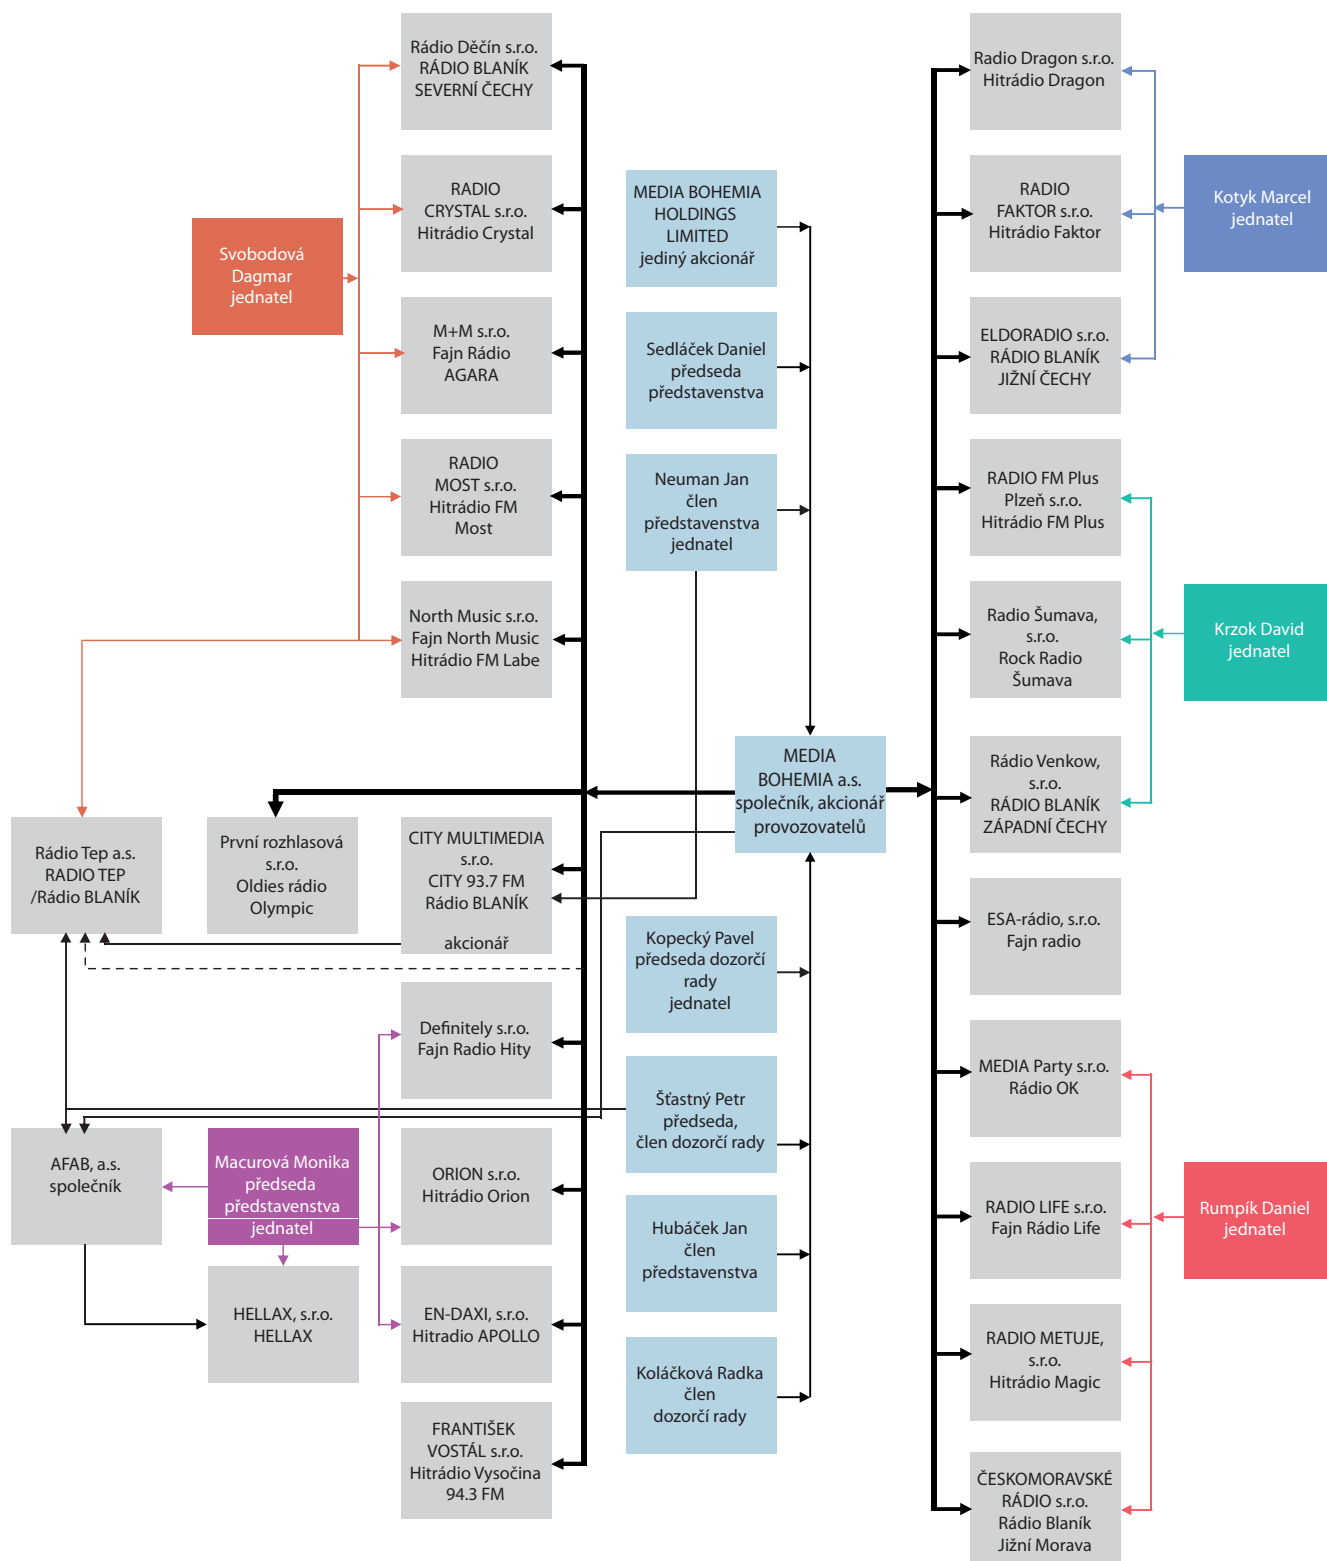 Rádio Děčín s.r.o.
RÁDIO BLANÍK
SEVERNÍ ČECHY
RADIO
CRYSTAL s.r.o.
Hitrádio Crystal
Svobodová
Dagmar
jednatel
M+M s.r.o.
Fajn Rádio
AGARA
RADIO
MOST s.r.o.
Hitrádio FM
Most
North Music s.r.o.
Fajn North Music
Hitrádio FM Labe
Rádio Tep a.s.
RADIO TEP
/Rádio BLANÍK
První rozhlasová
s.r.o.
Oldies rádio
Olympic
CITY MULTIMEDIA
s.r.o.
CITY 93.7 FM
Rádio BLANÍK
akcionář
Definitely s.r.o.
Fajn Radio Hity
AFAB, a.s.
společník
Macurová Monika
předseda
představenstva
jednatel
ORION s.r.o.
Hitrádio Orion
HELLAX, s.r.o.
HELLAX
EN-DAXI, s.r.o.
Hitradio APOLLO
FRANTIŠEK
VOSTÁL s.r.o.
Hitrádio Vysočina
94.3 FM
MEDIA BOHEMIA
HOLDINGS
LIMITED
jediný akcionář
Sedláček Daniel
předseda
představenstva
Neuman Jan
člen
představenstva
jednatel
MEDIA
BOHEMIA a.s.
společník, akcionář
provozovatelů
Kopecký Pavel
předseda dozorčí
rady
jednatel
Šťastný Petr
předseda,
člen dozorčí rady
Hubáček Jan
člen
představenstva
Koláčková Radka
člen
dozorčí rady
Radio Dragon s.r.o.
Hitrádio Dragon
RADIO
FAKTOR s.r.o.
Hitrádio Faktor
Kotyk Marcel
jednatel
ELDORADIO s.r.o.
RÁDIO BLANÍK
JIŽNÍ ČECHY
RADIO FM Plus
Plzeň s.r.o.
Hitrádio FM Plus
Radio Šumava,
s.r.o.
Rock Radio
Šumava
Krzok David
jednatel
Rádio Venkow,
s.r.o.
RÁDIO BLANÍK
ZÁPADNÍ ČECHY
ESA-rádio, s.r.o.
Fajn radio
MEDIA Party s.r.o.
Rádio OK
RADIO LIFE s.r.o.
Fajn Rádio Life
Rumpík Daniel
jednatel
RADIO METUJE,
s.r.o.
Hitrádio Magic
ČESKOMORAVSKÉ
RÁDIO s.r.o.
Rádio Blaník
Jižní Morava